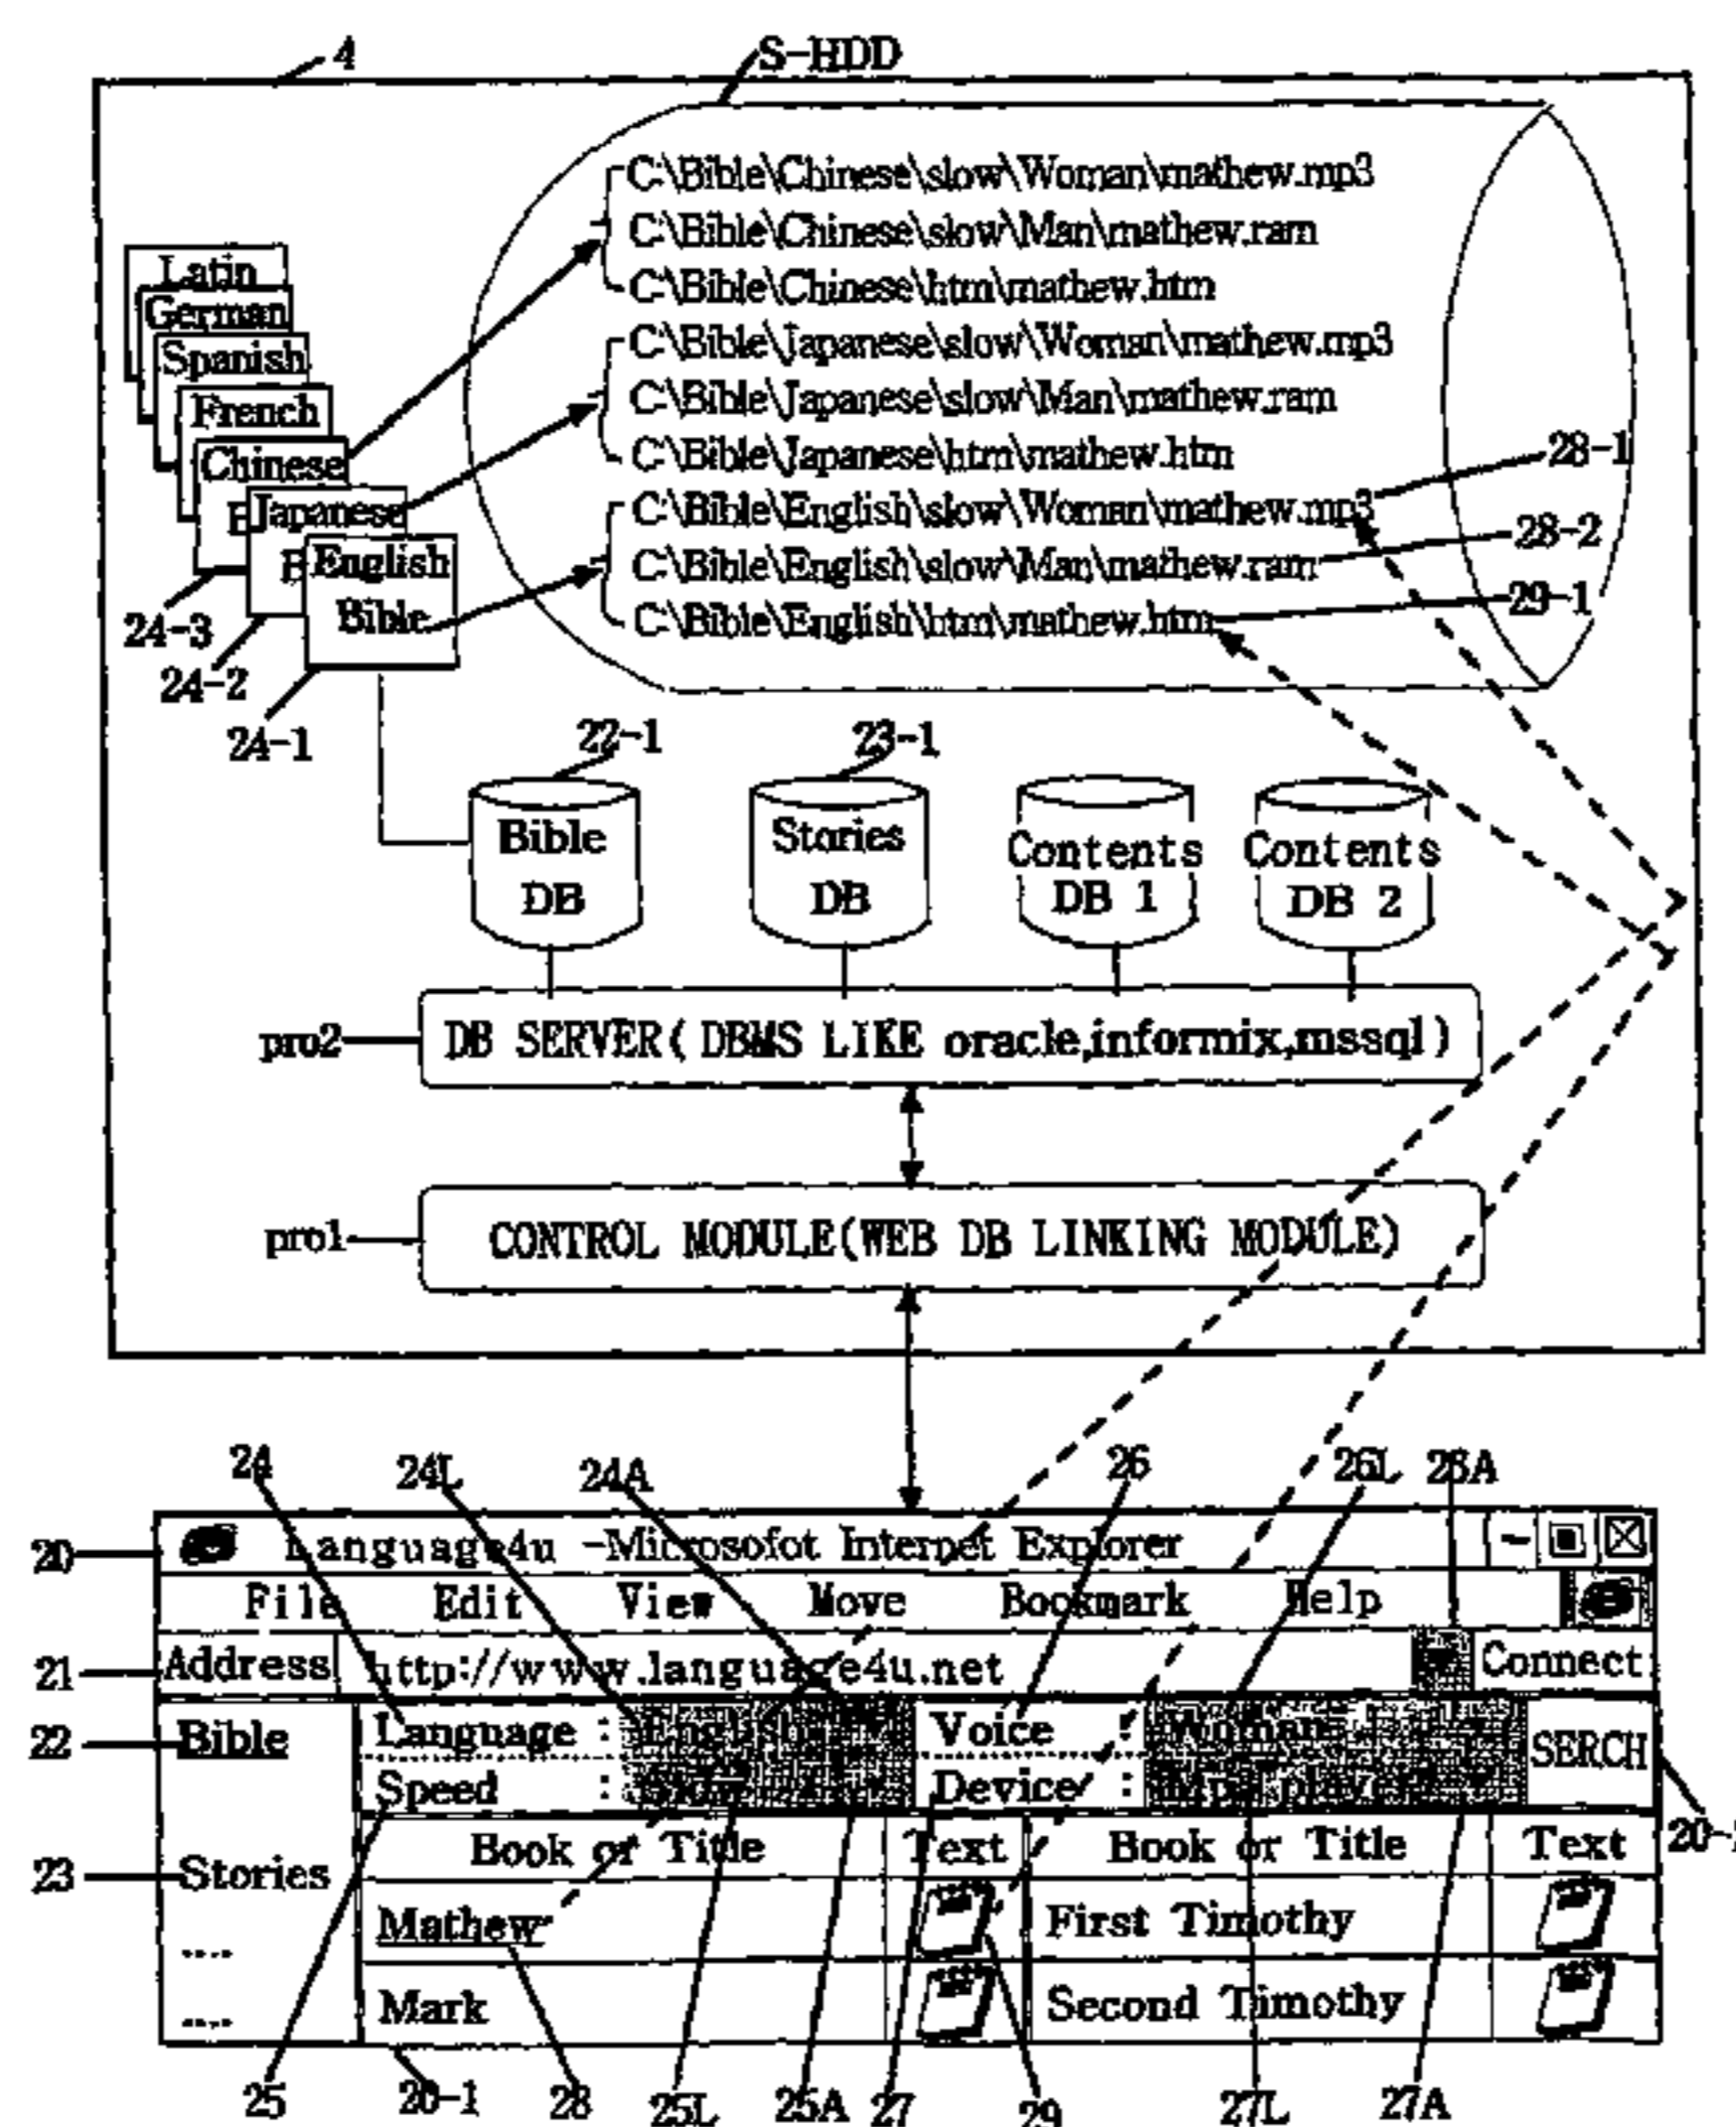 4
S-HDD
C:\Bible\Chinese\slow\Woman\mathew.mp3
C:\Bible\Chinese\slow\Man\mathew.ram
C:\Bible\Chinese\htm\mathew.htm
C:\Bible\Japanese\slow\Woman\mathew.mp3
C:\Bible\Japanese\slow\Man\mathew.ram
C:\Bible\Japanese\htm\mathew.htm
C:\Bible\English\slow\Woman\mathew.mp3
C:\Bible\English\slow\Man\mathew.ram
C:\Bible\English\htm\mathew.htm
28-1
28-2
29-1
Latin
German
Spanish
French
Chinese
Japanese
English
Bible
24-3
24-2
24-1
22-1
23-1
Bible
DB
Stories
DB
Contents
DB 1
Contents
DB 2
pro2
DB SERVER( DBMS LIKE oracle,informix,mssql)
pro1
CONTROL MODULE(WEB DB LINKING MODULE)
24 24L 24A 26 26L 26A
20
Language4u -Microsofot Internet Explorer
File Edit View Move Bookmark Help
21
Address http://www.language4u.net Connect
22
Bible Language : English Voice : Woman SERCH
Speed : Slow Device : Mp3 player
Book or Title Text Book or Title Text
23
Stories
Mathew First Timothy
.... Mark Second Timothy
....
25 20-1 28 25L 25A 27 29 27L 27A